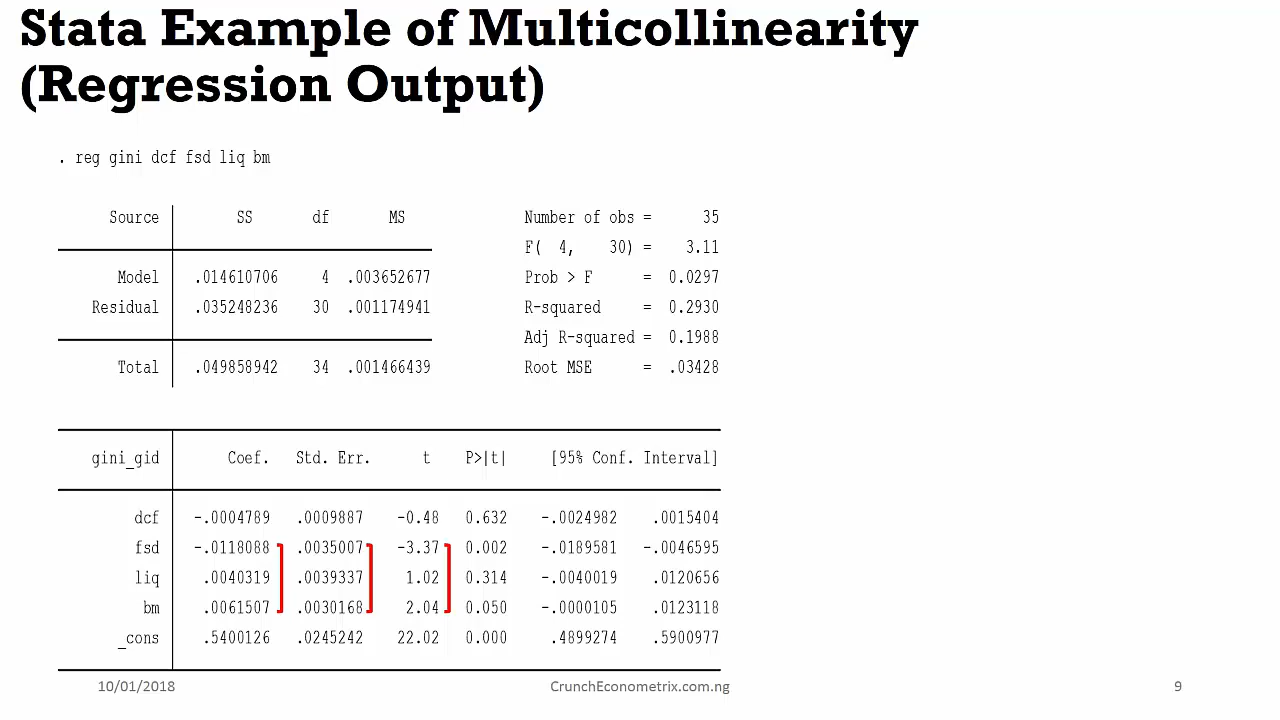 Stata Example of Multicollinearity
(Regression Output)
. reg gini dcf fsd liq bm
Source SS df MS Number of obs = 35
F( 4, 30) = 3.11
Model .014610706 4 .003652677 Prob > F = 0.0297
Residual .035248236 30 .001174941 R-squared = 0.2930
Adj R-squared = 0.1988
Total .049858942 34 .001466439 Root MSE = .03428
gini_gid Coef. Std. Err. t P>|t| [95% Conf. Interval]
dcf -.0004789 .0009887 -0.48 0.632 -.0024982 .0015404
fsd -.0118088 .0035007 -3.37 0.002 -.0189581 -.0046595
liq .0040319 .0039337 1.02 0.314 -.0040019 .0120656
bm .0061507 .0030168 2.04 0.050 -.0000105 .0123118
_cons .5400126 .0245242 22.02 0.000 .4899274 .5900977
10/01/2018 CrunchEconometrix.com.ng 9